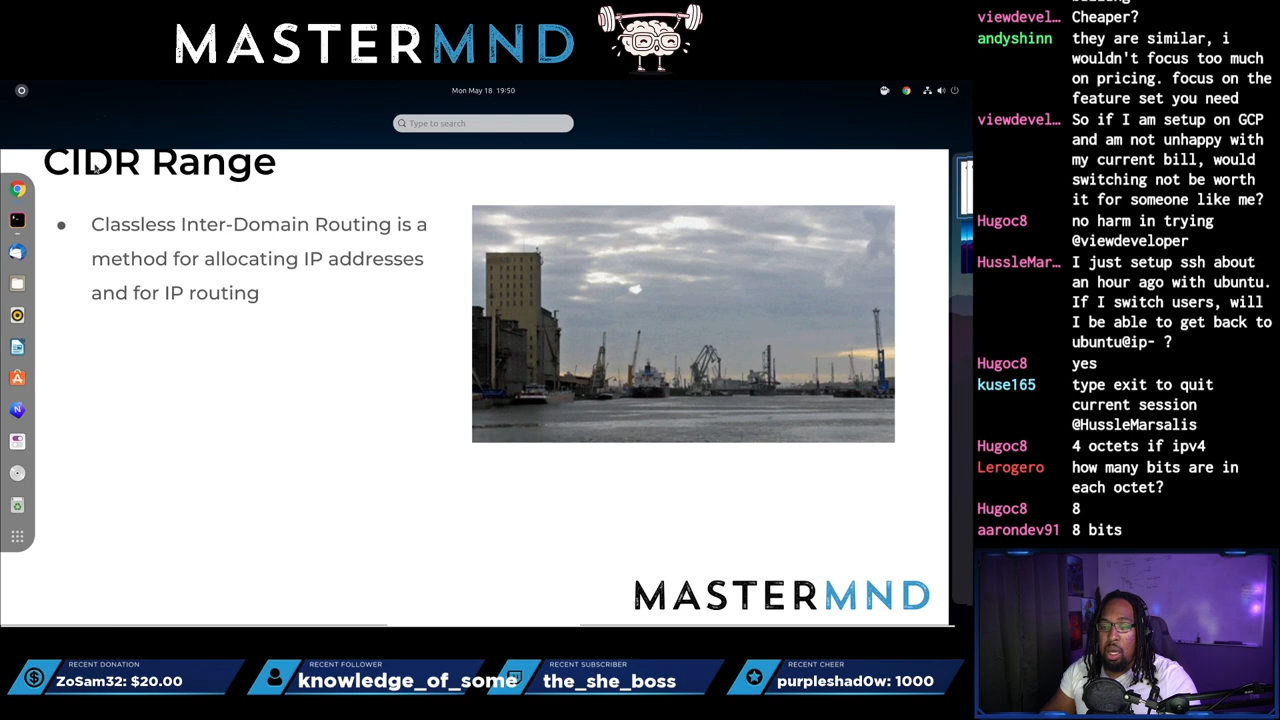 MASTERMND
Mon May 18 19:50
Type to search
CIDR Range
● Classless Inter-Domain Routing is a
method for allocating IP addresses
and for IP routing
MASTERMND
viewdevel… Cheaper?
andyshinn they are similar, i
wouldn't focus too much
on pricing. focus on the
feature set you need
viewdevel… So if I am setup on GCP
and am not unhappy with
my current bill, would
switching not be worth
it for someone like me?
Hugoc8 no harm in trying
@viewdeveloper
HussleMar… I just setup ssh about
an hour ago with ubuntu.
If I switch users, will
I be able to get back to
ubuntu@ip- ?
Hugoc8 yes
kuse165 type exit to quit
current session
@HussleMarsalis
Hugoc8 4 octets if ipv4
Lerogero how many bits are in
each octet?
Hugoc8 8
aarondev91 8 bits
RECENT DONATION
ZoSam32: $20.00
RECENT FOLLOWER
knowledge_of_some
RECENT SUBSCRIBER
the_she_boss
RECENT CHEER
purpleshad0w: 1000